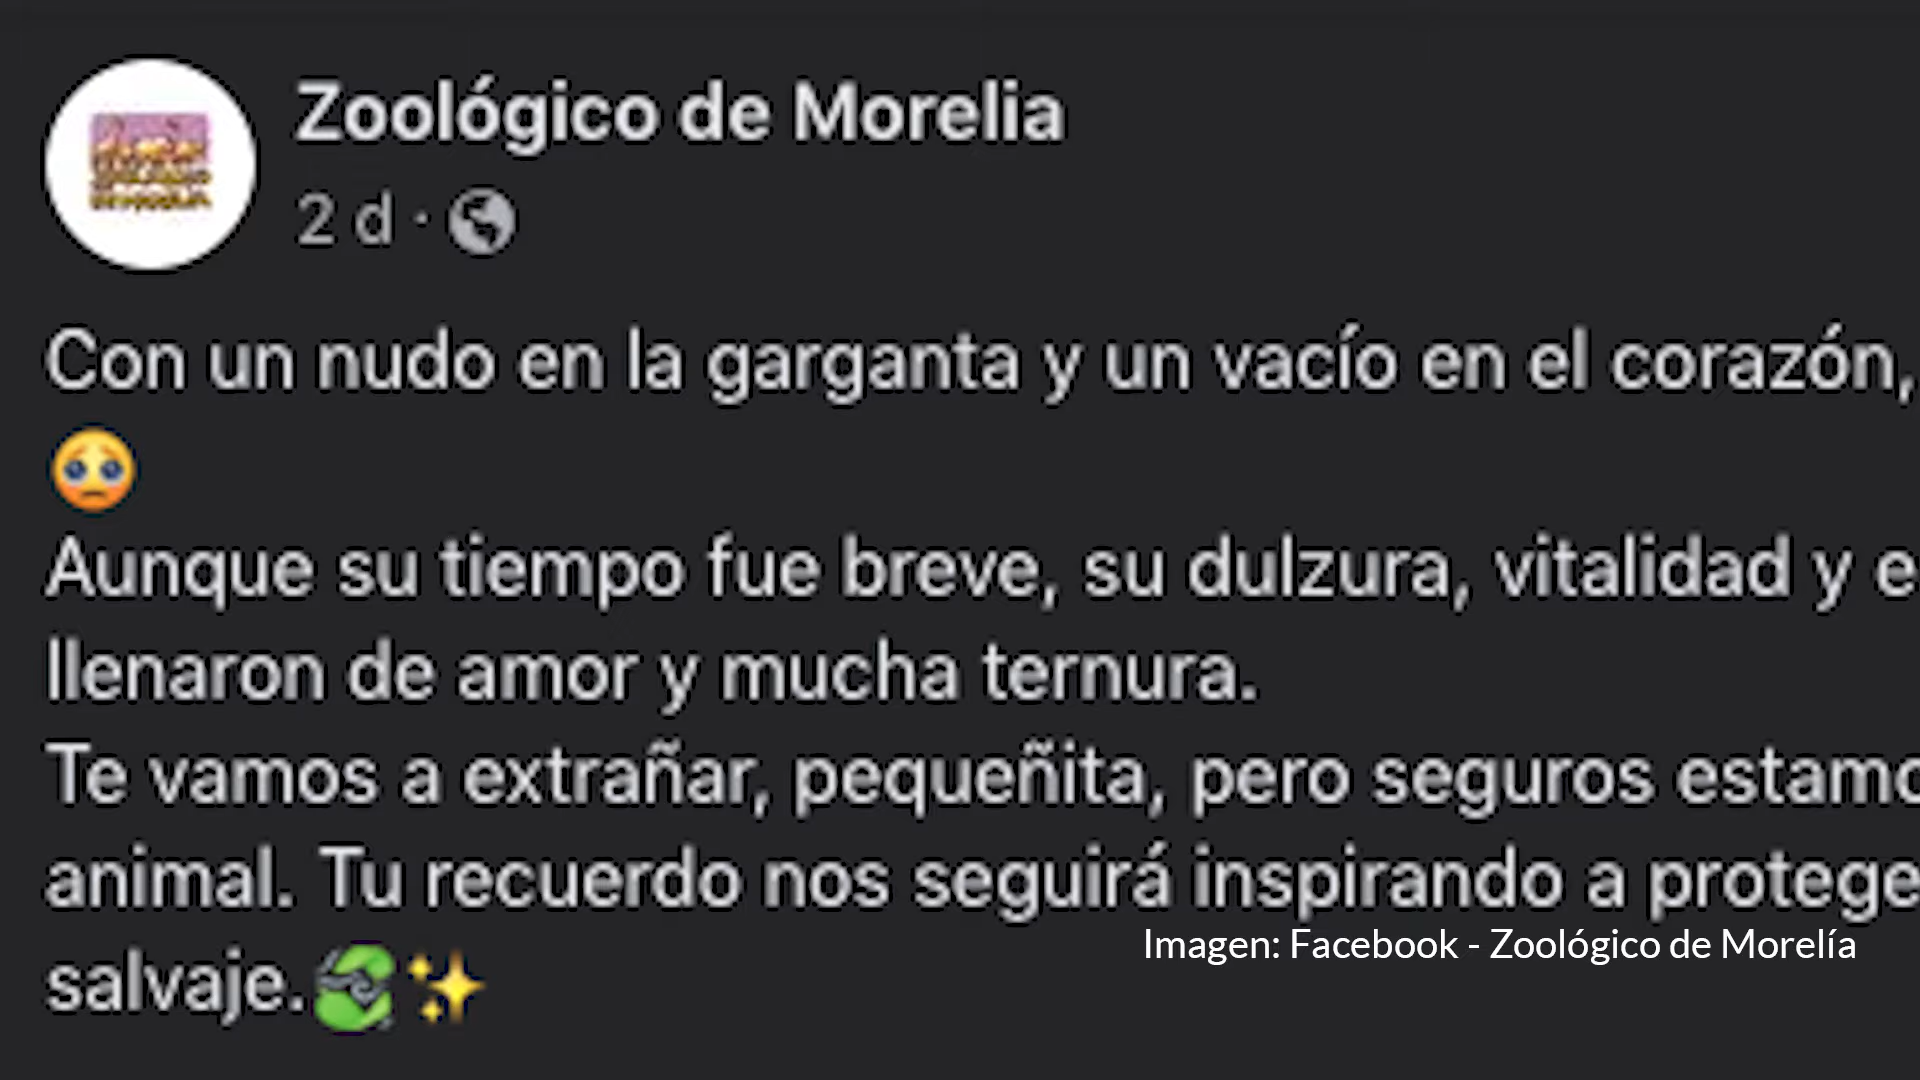 Zoológico de Morelia
2 d ·
Con un nudo en la garganta y un vacío en el corazón,
🥺
Aunque su tiempo fue breve, su dulzura, vitalidad y e
llenaron de amor y mucha ternura.
Te vamos a extrañar, pequeñita, pero seguros estamo
animal. Tu recuerdo nos seguirá inspirando a protege
Imagen: Facebook - Zoológico de Morelía
salvaje.